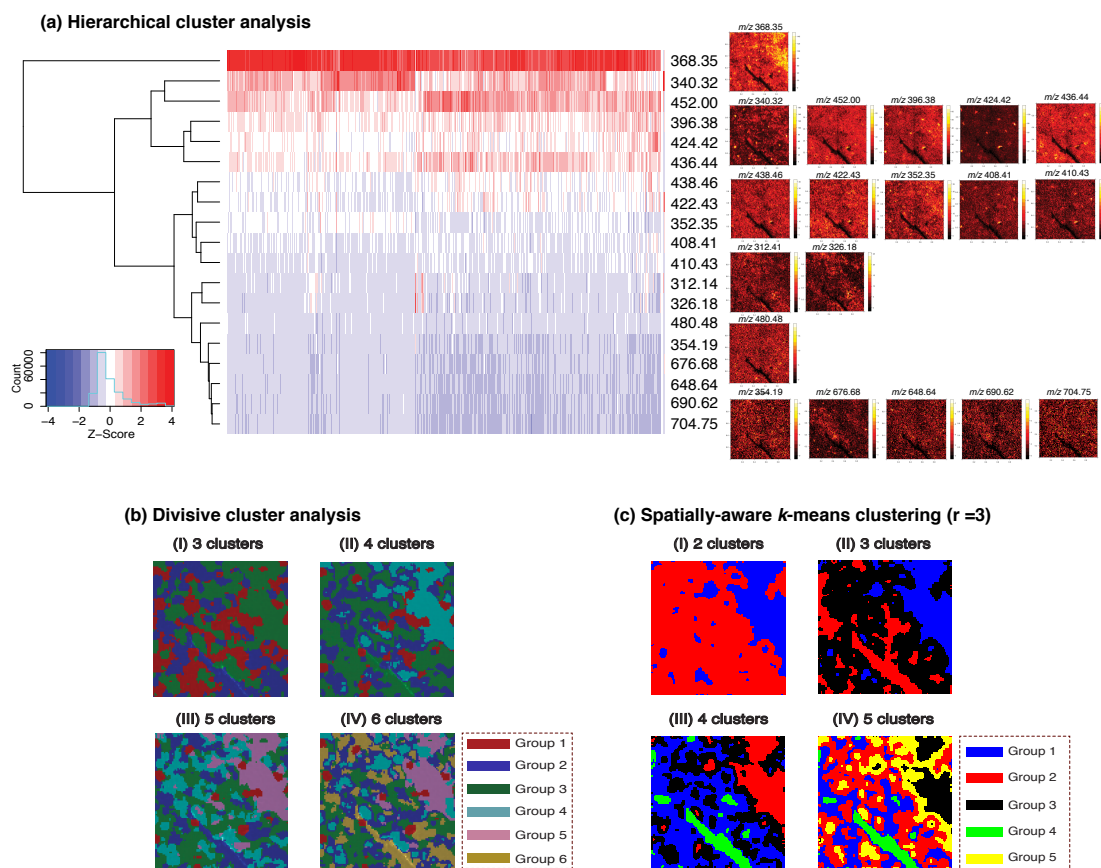 (a) Hierarchical cluster analysis
368.35
340.32
452.00
396.38
424.42
436.44
438.46
422.43
352.35
408.41
410.43
312.14
326.18
480.48
354.19
676.68
648.64
690.62
704.75
Count
0 60000
−4 −2 0 2 4
Z−Score
m/z 368.35
m/z 340.32 m/z 452.00 m/z 396.38 m/z 424.42 m/z 436.44
m/z 438.46 m/z 422.43 m/z 352.35 m/z 408.41 m/z 410.43
m/z 312.41 m/z 326.18
m/z 480.48
m/z 354.19 m/z 676.68 m/z 648.64 m/z 690.62 m/z 704.75
(b) Divisive cluster analysis
(I) 3 clusters (II) 4 clusters
(III) 5 clusters (IV) 6 clusters
Group 1
Group 2
Group 3
Group 4
Group 5
Group 6
(c) Spatially-aware k-means clustering (r =3)
(I) 2 clusters (II) 3 clusters
(III) 4 clusters (IV) 5 clusters
Group 1
Group 2
Group 3
Group 4
Group 5